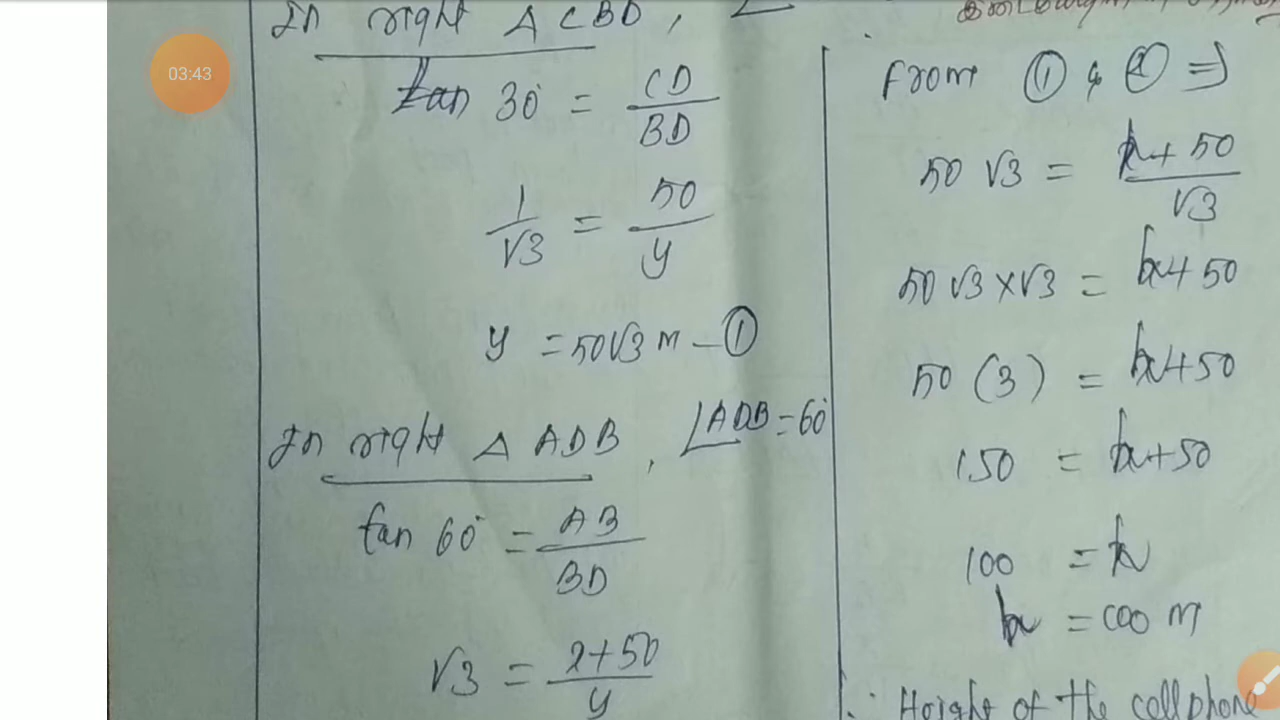 03:43
In right Δ CBD, ∠
tan 30° = CD/BD
1/√3 = 50/y
y = 50√3 m — ①
In right Δ ADB, ∠ADB = 60°
tan 60° = AB/BD
√3 = x+50/y
From ① & ② ⇒
50√3 = h+50/√3
50√3×√3 = h+50
50(3) = h+50
150 = h+50
100 = h
h = 100 m
∴ Height of the cellphone